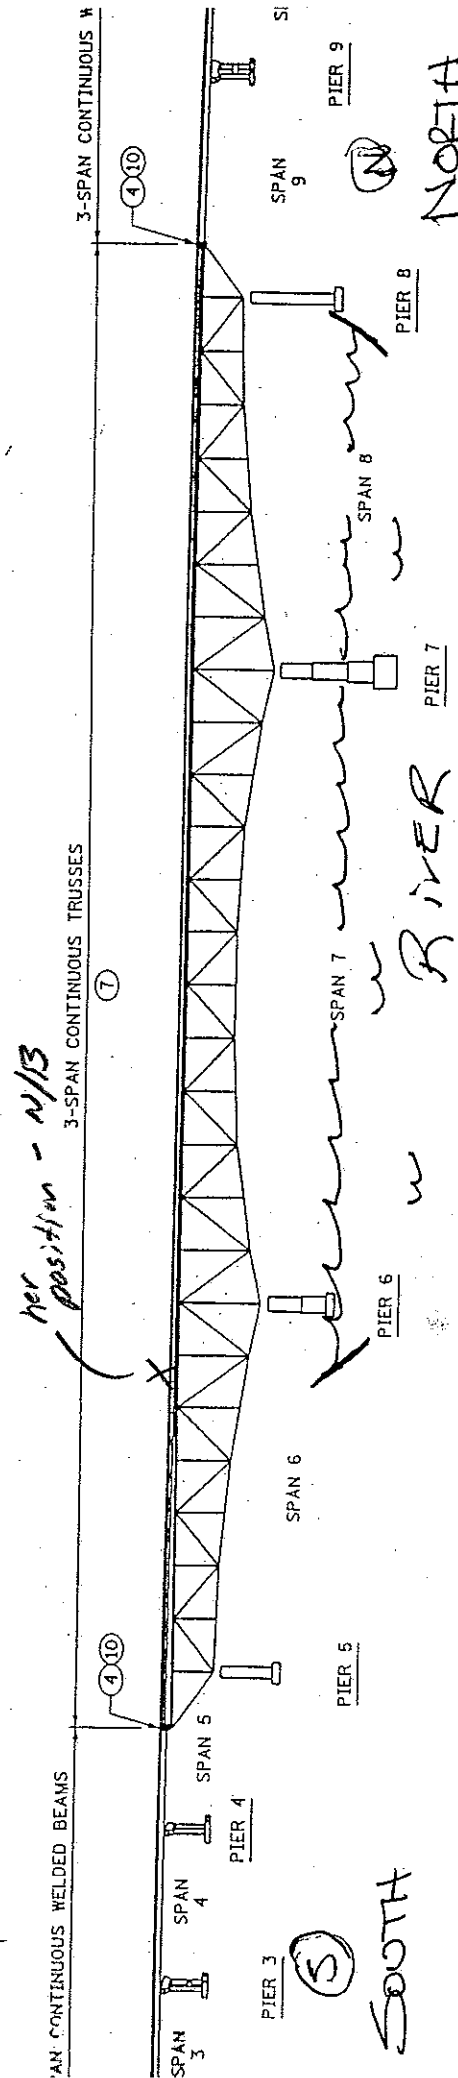 'AN CONTINUOUS WELDED BEAMS
3-SPAN CONTINUOUS TRUSSES
3-SPAN CONTINUOUS W
4 10
7
4 10
her
position - N/B
X
SPAN
3
SPAN
4
SPAN 5
SPAN 6
SPAN 7
SPAN 8
SPAN
9
PIER 3
PIER 4
PIER 5
PIER 6
PIER 7
PIER 8
PIER 9
S
SOUTH
RivER
N
NORTH